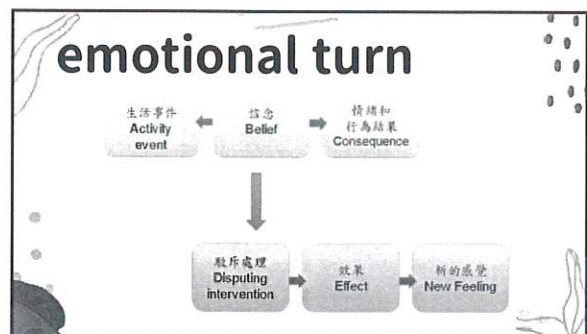 emotional turn
生活事件
Activity
event
信念
Belief
情緒和
行為結果
Consequence
駁斥處理
Disputing
intervention
效果
Effect
新的感覺
New Feeling